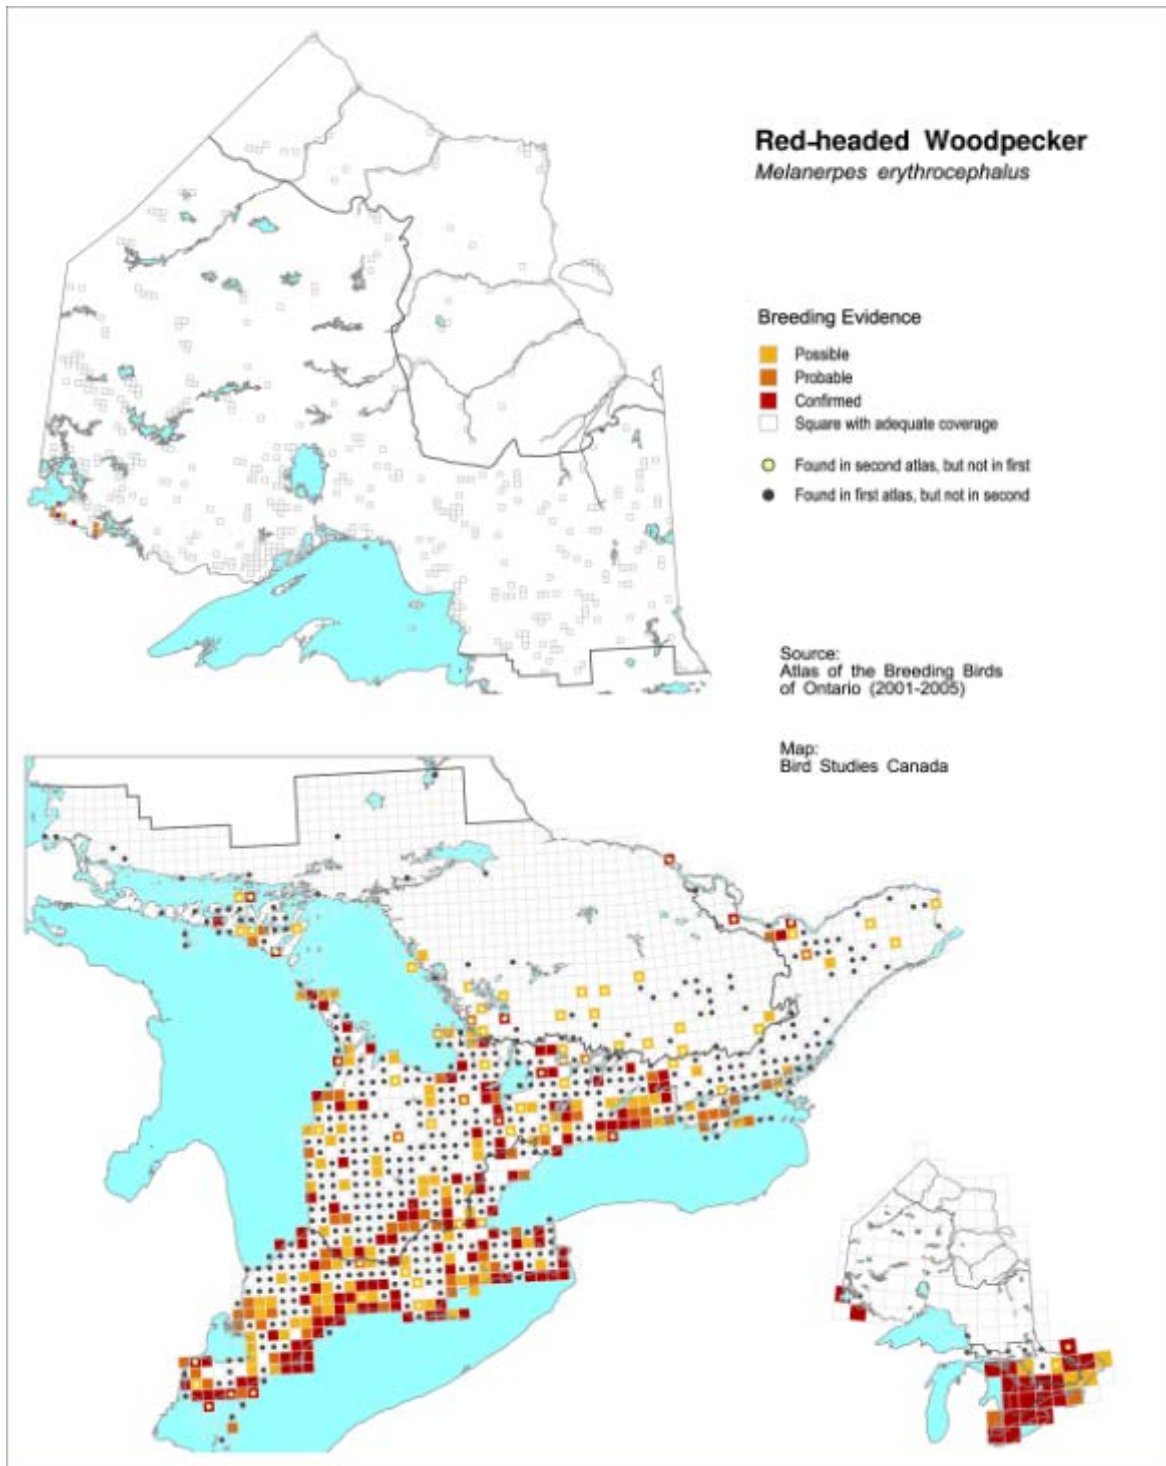 Red-headed Woodpecker
Melanerpes erythrocephalus
Breeding Evidence
Possible
Probable
Confirmed
Square with adequate coverage
Found in second atlas, but not in first
Found in first atlas, but not in second
Source:
Atlas of the Breeding Birds
of Ontario (2001-2005)
Map:
Bird Studies Canada